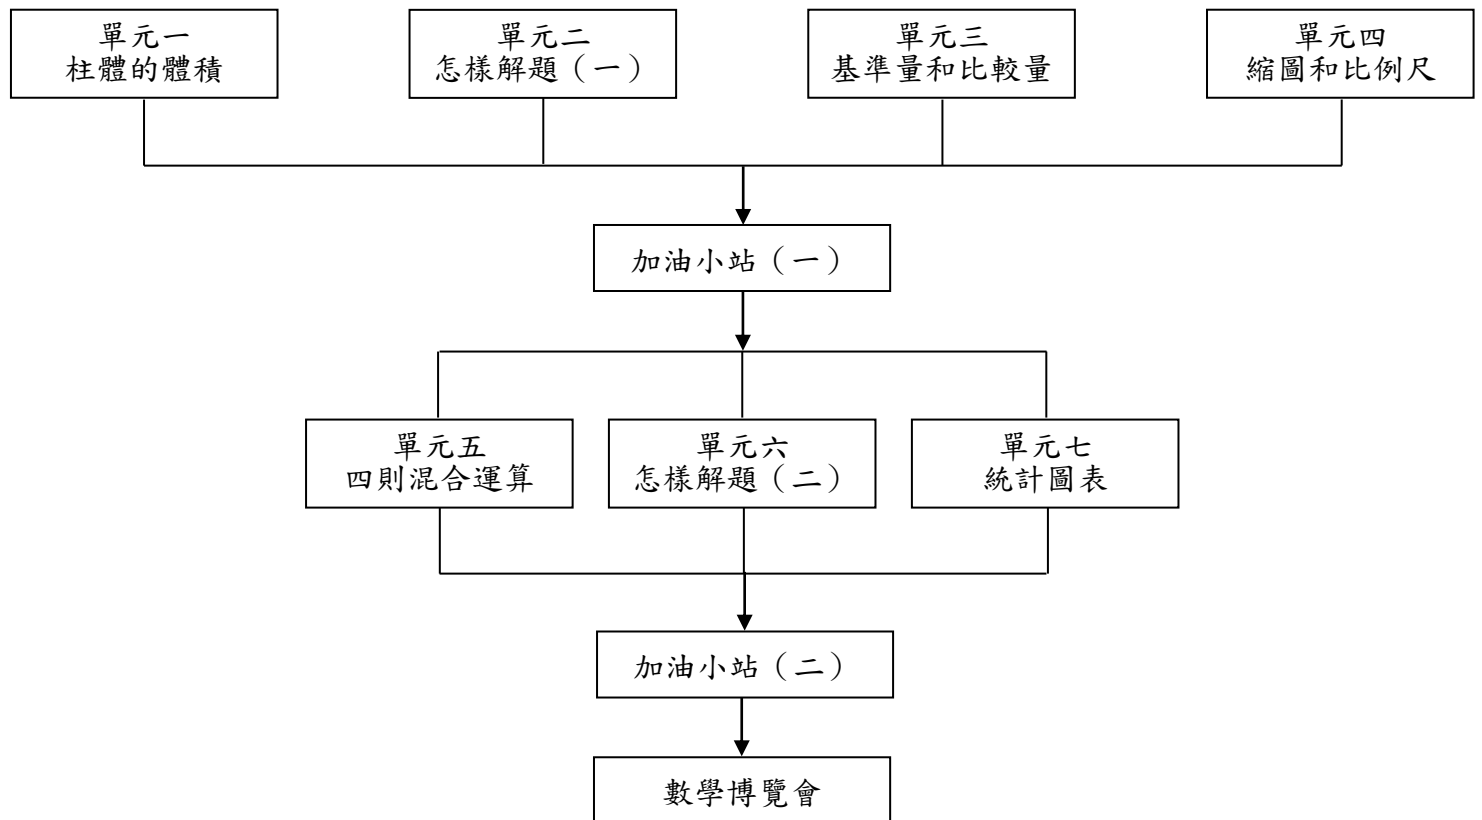 單元一
柱體的體積
單元二
怎樣解題（一）
單元三
基準量和比較量
單元四
縮圖和比例尺
加油小站（一）
單元五
四則混合運算
單元六
怎樣解題（二）
單元七
統計圖表
加油小站（二）
數學博覽會